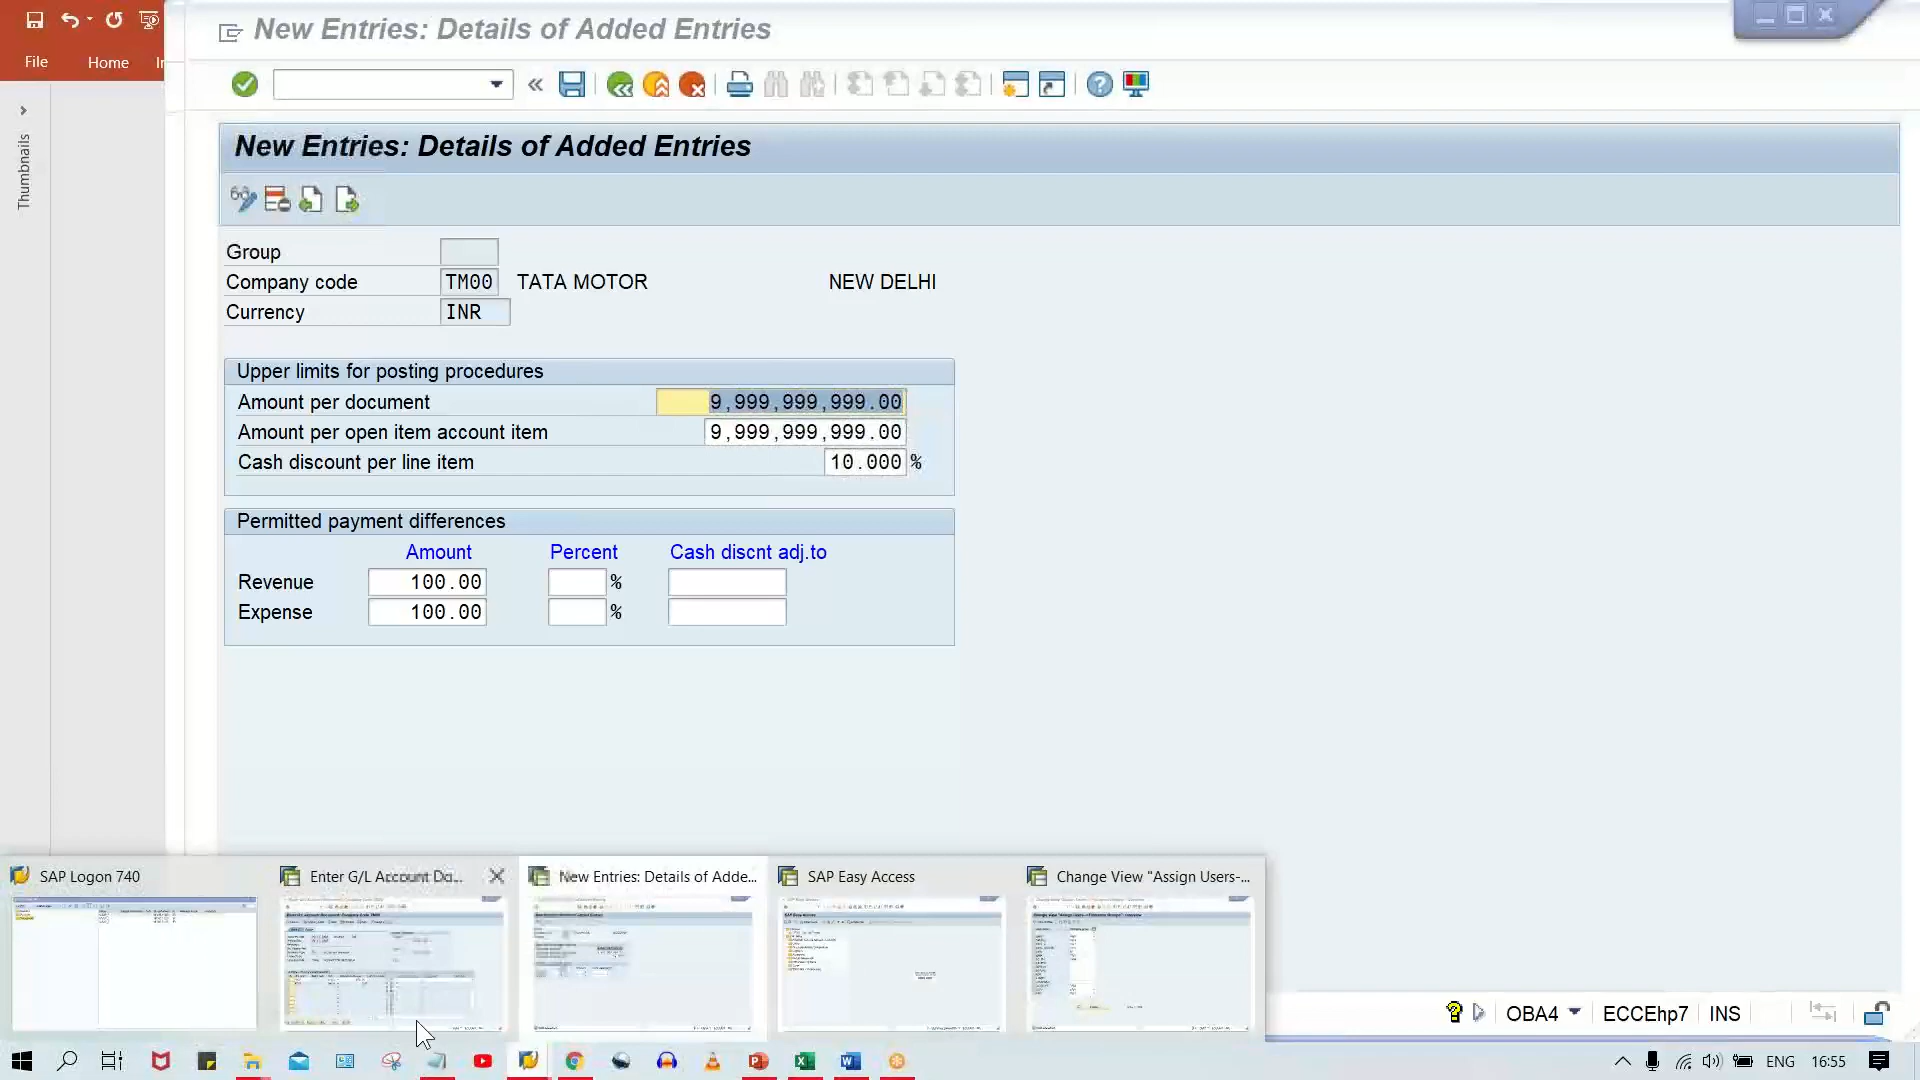 New Entries: Details of Added Entries
File Home
Thumbnails
New Entries: Details of Added Entries
Group
Company code TM00 TATA MOTOR NEW DELHI
Currency INR
Upper limits for posting procedures
Amount per document 9,999,999,999.00
Amount per open item account item 9,999,999,999.00
Cash discount per line item 10.000 %
Permitted payment differences
Amount Percent Cash discnt adj.to
Revenue 100.00 %
Expense 100.00 %
SAP Logon 740
Enter G/L Account Do...
New Entries: Details of Adde...
SAP Easy Access
Change View "Assign Users-...
OBA4 ECCEhp7 INS
ENG 16:55